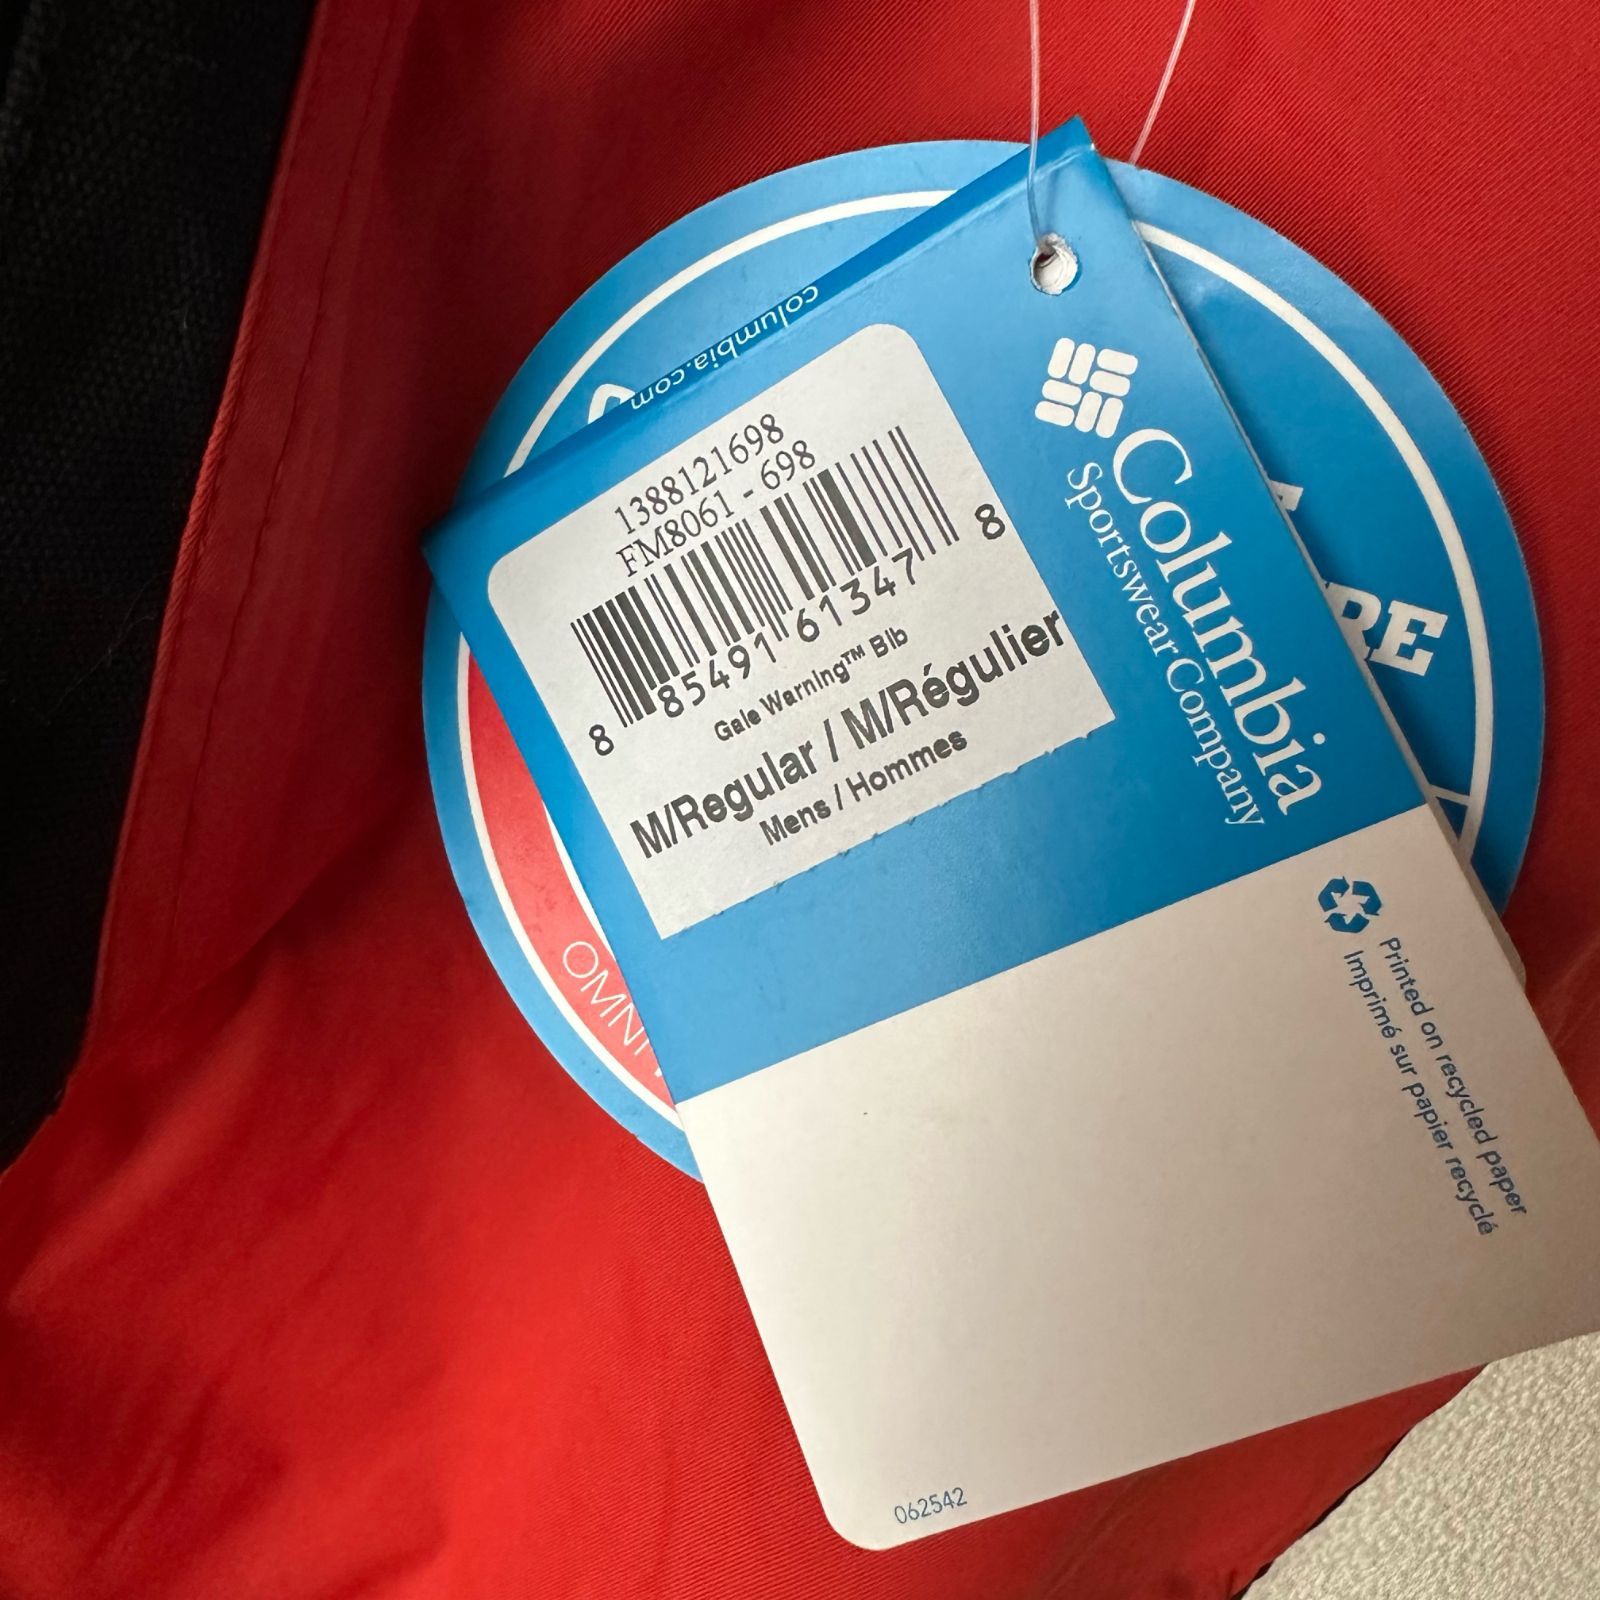 columbia.com
1388121698
FM8061 - 698
8 85491 61347 8
Gale Warning™ Bib
M/Regular / M/Régulier
Mens / Hommes
Columbia
Sportswear Company
Printed on recycled paper
Imprimé sur papier recyclé
062542
OMNI